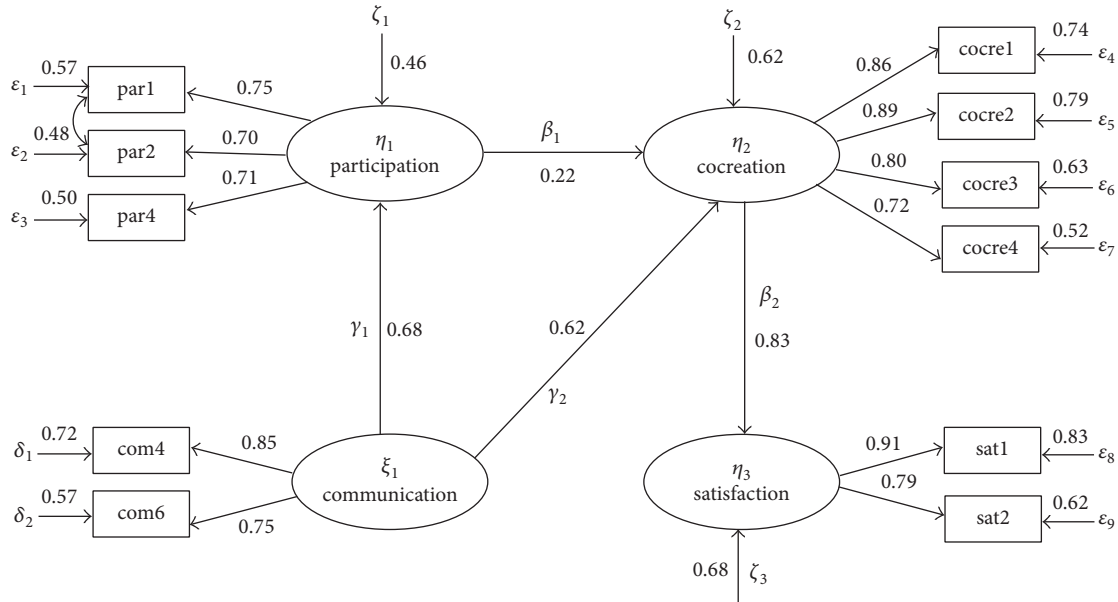 ζ1
0.46
ζ2
0.62
ε1
0.57
par1
0.75
0.48
ε2
par2
0.70
ε3
0.50
par4
0.71
η1
participation
β1
0.22
η2
cocreation
0.86
cocre1
0.74
ε4
0.89
cocre2
0.79
ε5
0.80
cocre3
0.63
ε6
0.72
cocre4
0.52
ε7
γ1
0.68
0.62
γ2
β2
0.83
δ1
0.72
com4
0.85
δ2
0.57
com6
0.75
ξ1
communication
η3
satisfaction
0.91
sat1
0.83
ε8
0.79
sat2
0.62
ε9
0.68
ζ3